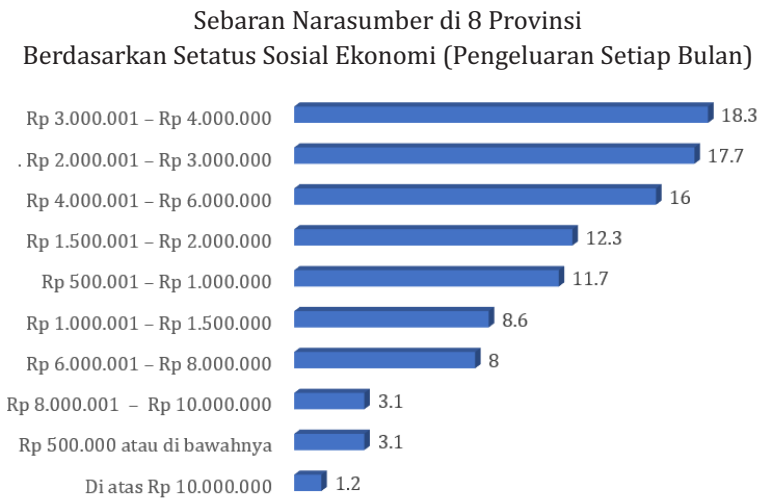 Sebaran Narasumber di 8 Provinsi
Berdasarkan Setatus Sosial Ekonomi (Pengeluaran Setiap Bulan)
Rp 3.000.001 – Rp 4.000.000 18.3
. Rp 2.000.001 – Rp 3.000.000 17.7
Rp 4.000.001 – Rp 6.000.000 16
Rp 1.500.001 – Rp 2.000.000 12.3
Rp 500.001 – Rp 1.000.000 11.7
Rp 1.000.001 – Rp 1.500.000 8.6
Rp 6.000.001 – Rp 8.000.000 8
Rp 8.000.001 – Rp 10.000.000 3.1
Rp 500.000 atau di bawahnya 3.1
Di atas Rp 10.000.000 1.2